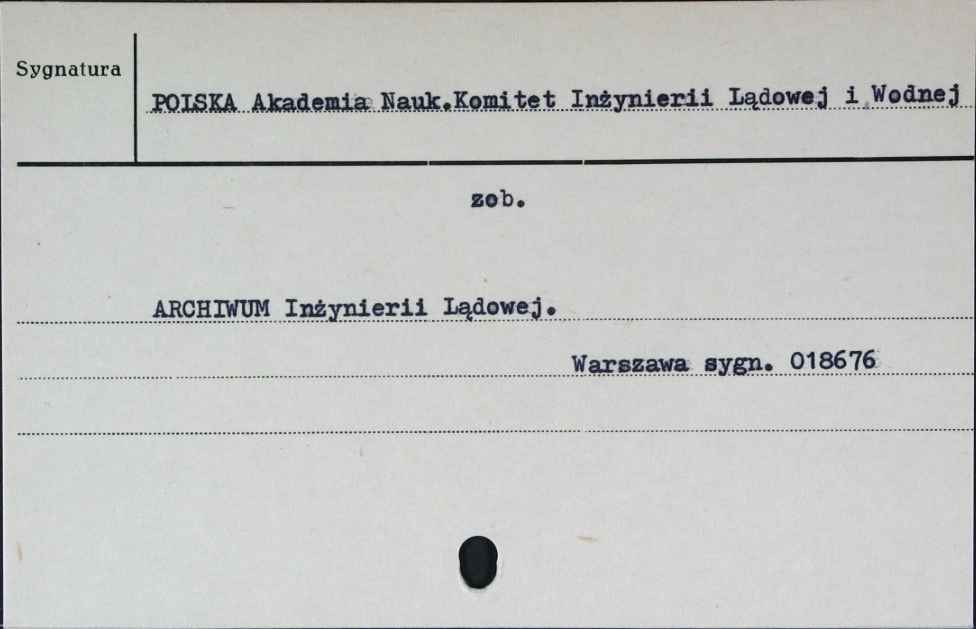 Sygnatura
POLSKA Akademia Nauk.Komitet Inżynierii Lądowej i Wodnej
zob.
ARCHIWUM Inżynierii Lądowej.
Warszawa sygn. 018676